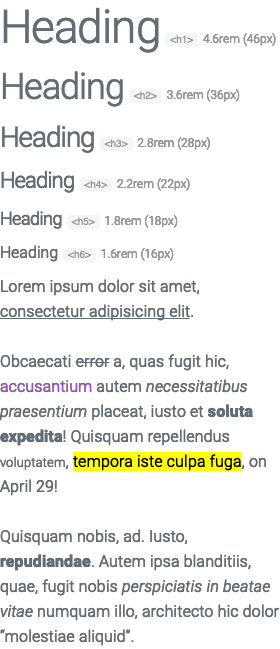 Heading <h1> 4.6rem (46px)
Heading <h2> 3.6rem (36px)
Heading <h3> 2.8rem (28px)
Heading <h4> 2.2rem (22px)
Heading <h5> 1.8rem (18px)
Heading <h6> 1.6rem (16px)
Lorem ipsum dolor sit amet,
consectetur adipisicing elit.
Obcaecati error a, quas fugit hic,
accusantium autem necessitatibus
praesentium placeat, iusto et soluta
expedita! Quisquam repellendus
voluptatem, tempora iste culpa fuga, on
April 29!
Quisquam nobis, ad. Iusto,
repudiandae. Autem ipsa blanditiis,
quae, fugit nobis perspiciatis in beatae
vitae numquam illo, architecto hic dolor
“molestiae aliquid”.